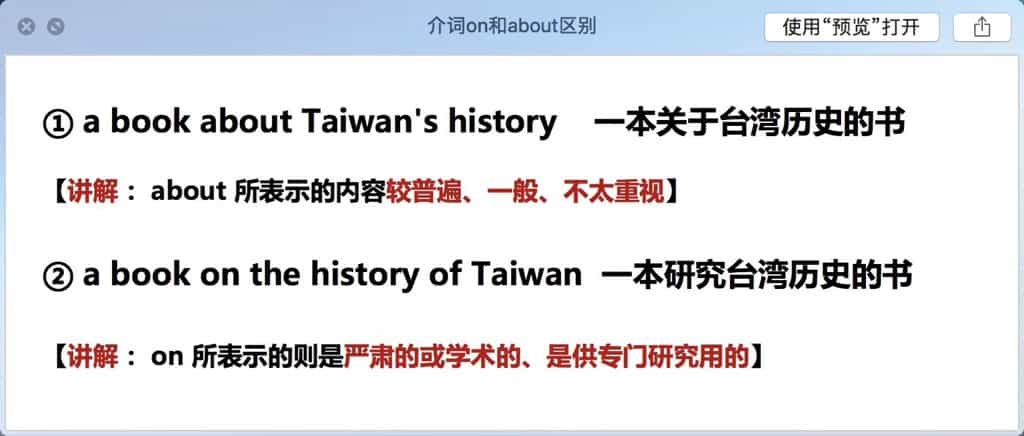 介词on和about区别
使用“预览”打开
① a book about Taiwan's history 一本关于台湾历史的书
【讲解： about 所表示的内容较普遍、一般、不太重视】
② a book on the history of Taiwan 一本研究台湾历史的书
【讲解： on 所表示的则是严肃的或学术的、是供专门研究用的】